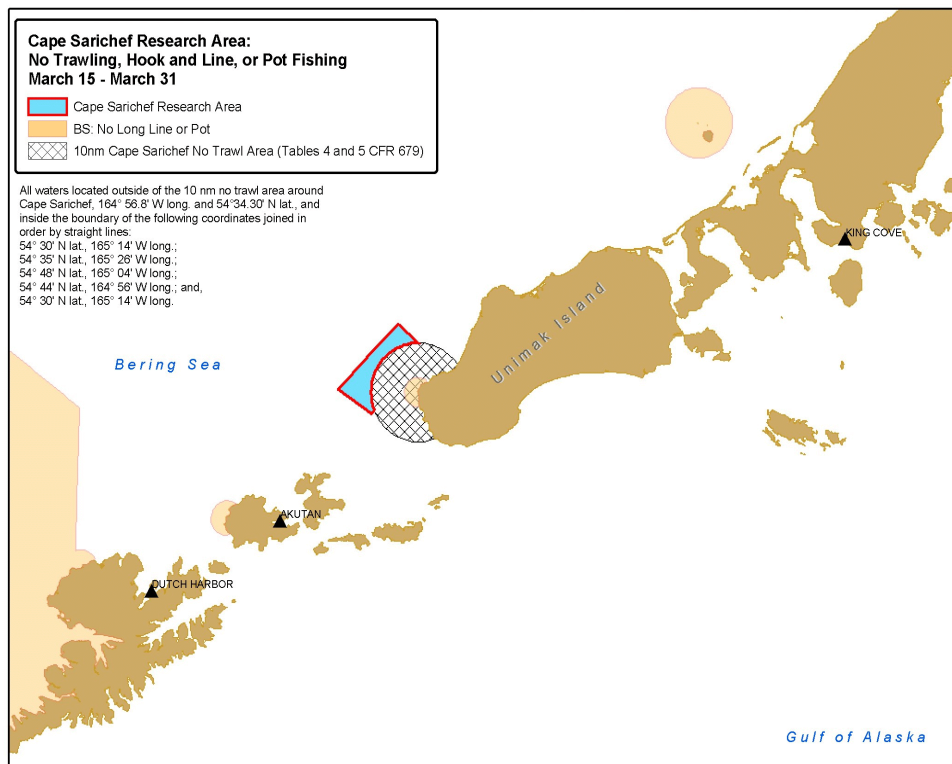 Cape Sarichef Research Area:
No Trawling, Hook and Line, or Pot Fishing
March 15 - March 31
Cape Sarichef Research Area
BS: No Long Line or Pot
10nm Cape Sarichef No Trawl Area (Tables 4 and 5 CFR 679)
All waters located outside of the 10 nm no trawl area around
Cape Sarichef, 164° 56.8' W long. and 54°34.30' N lat., and
inside the boundary of the following coordinates joined in
order by straight lines:
54° 30' N lat., 165° 14' W long.;
54° 35' N lat., 165° 26' W long.;
54° 48' N lat., 165° 04' W long.;
54° 44' N lat., 164° 56' W long.; and,
54° 30' N lat., 165° 14' W long.
KING COVE
Unimak Island
Bering Sea
AKUTAN
DUTCH HARBOR
Gulf of Alaska